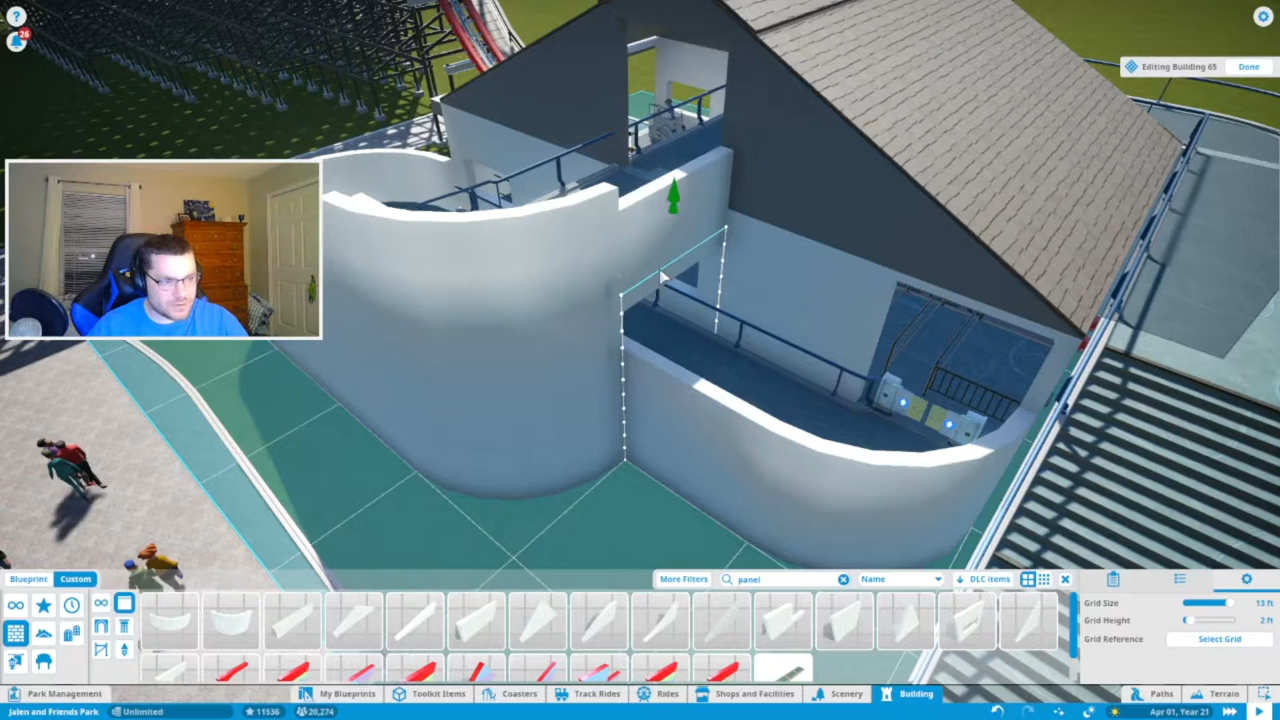 ?
26
Editing Building 65 Done
Blueprint Custom
More Filters panel Name DLC items
Grid Size 13 ft
Grid Height 2 ft
Grid Reference Select Grid
Park Management My Blueprints Toolkit Items Coasters Track Rides Rides Shops and Facilities Scenery Building Paths Terrain
Jalen and Friends Park Unlimited 11536 20,274 Apr 01, Year 21